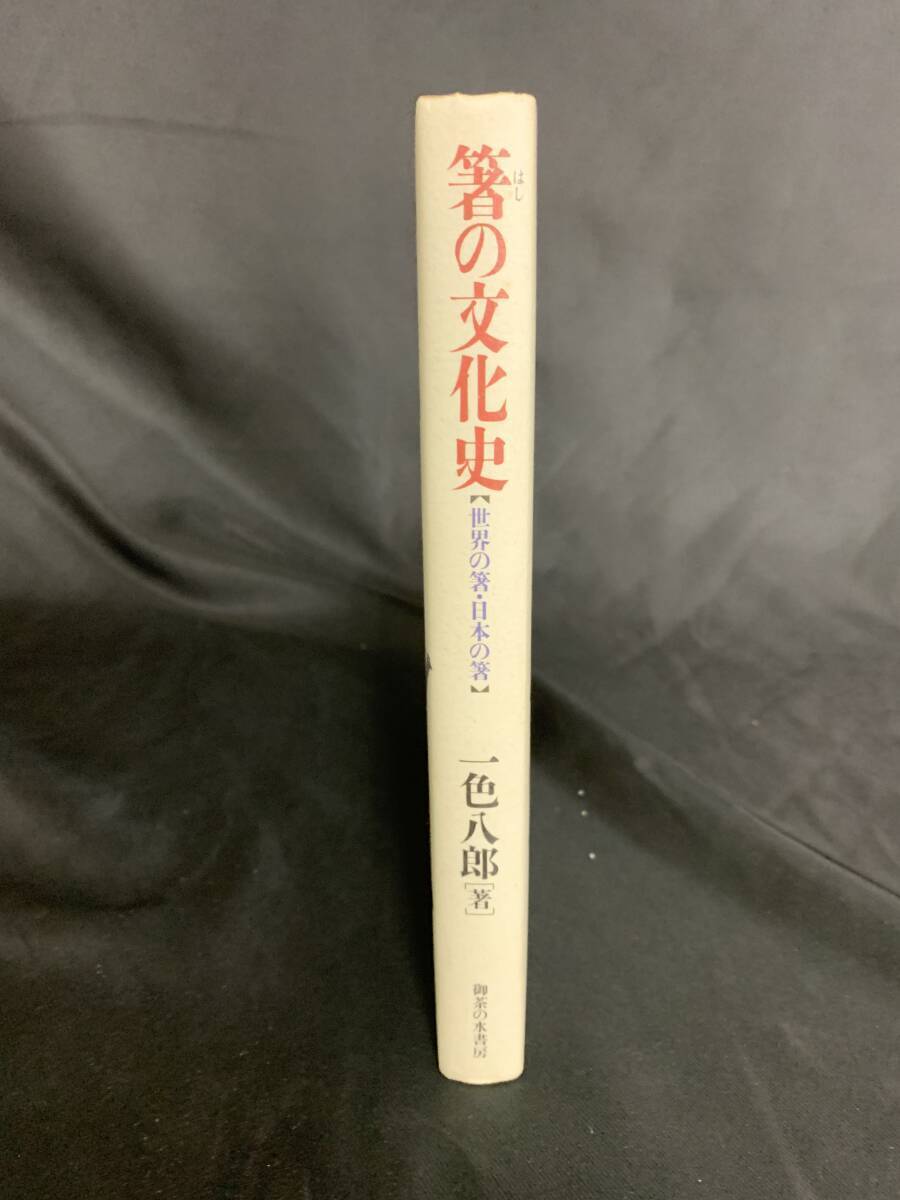 箸の文化史
はし
【世界の箸・日本の箸】
一色八郎[著]
御茶の水書房